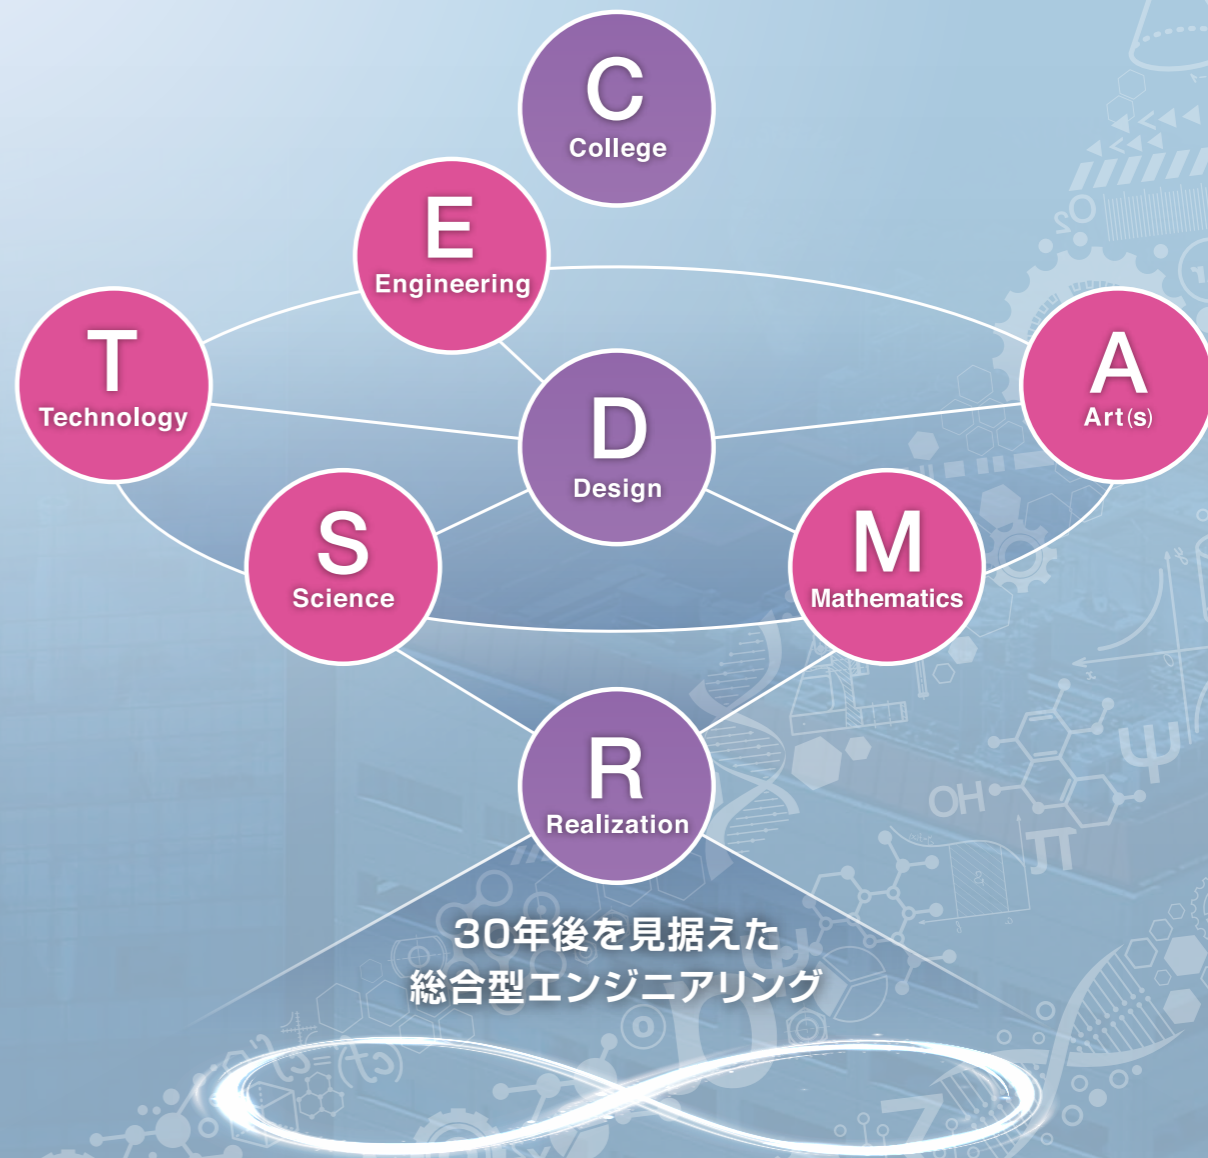 C
College
E
Engineering
T
Technology
A
Art(s)
D
Design
S
Science
M
Mathematics
R
Realization
OH
30年後を見据えた
総合型エンジニアリング